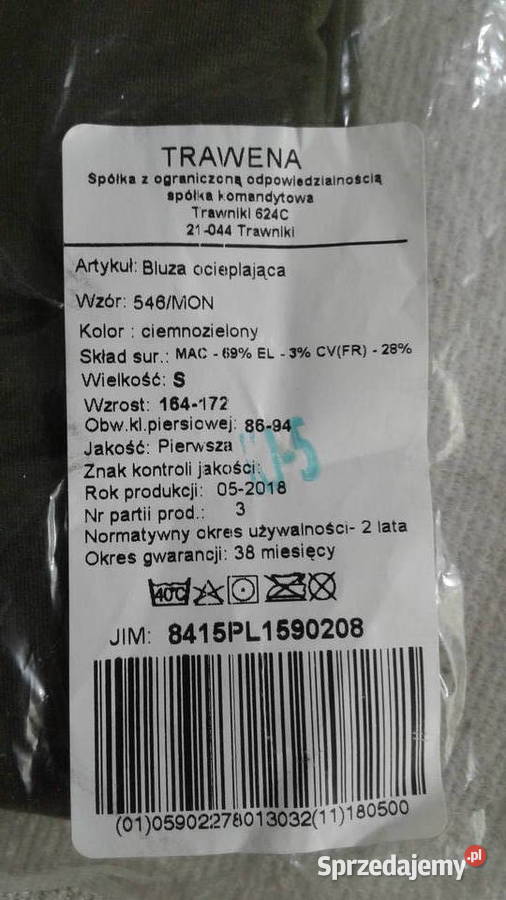 TRAWENA
Spółka z ograniczoną odpowiedzialnością
spółka komandytowa
Trawniki 624C
21-044 Trawniki
Artykuł: Bluza ocieplająca
Wzór: 546/MON
Kolor : ciemnozielony
Skład sur.: MAC - 69% EL - 3% CV(FR) - 28%
Wielkość: S
Wzrost: 164-172
Obw.kl.piersiowej: 86-94
Jakość: Pierwsza
Znak kontroli jakości:
Rok produkcji: 05-2018
Nr partii prod.: 3
Normatywny okres używalności- 2 lata
Okres gwarancji: 38 miesięcy
40C
JIM: 8415PL1590208
(01)05902278013032(11)180500
Sprzedajemy.pl